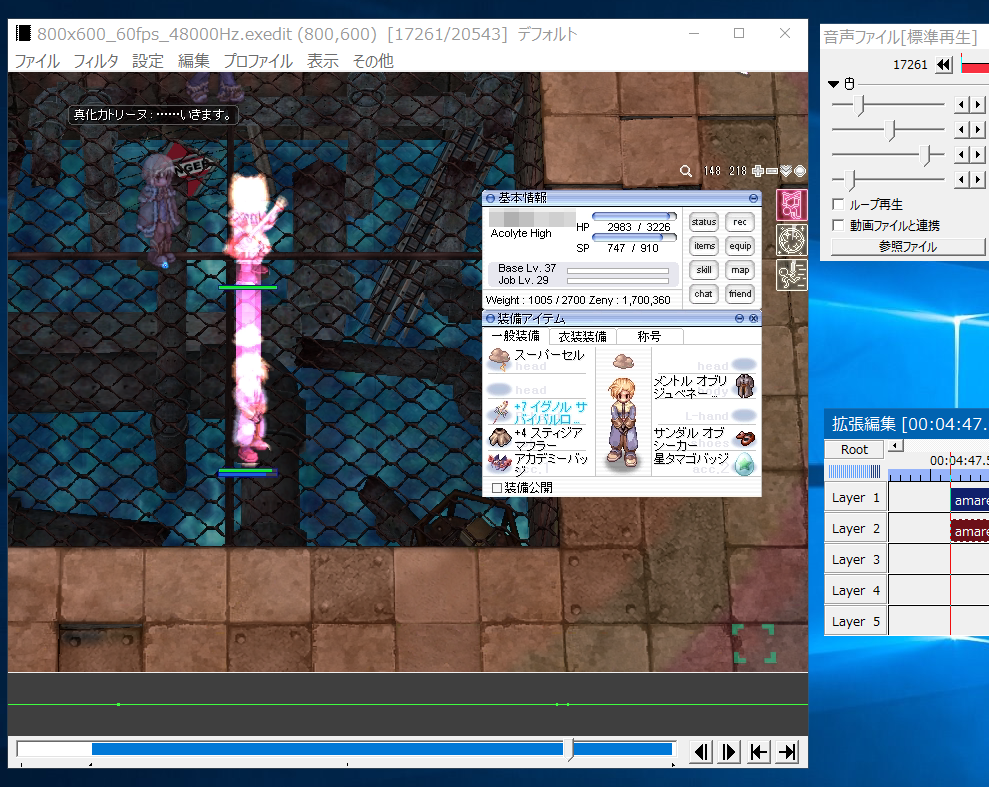 800x600_60fps_48000Hz.exedit (800,600) [17261/20543] デフォルト
ファイル フィルタ 設定 編集 プロファイル 表示 その他
真化カトリーヌ:……いきます。
148 218
基本情報
Acolyte High
HP 2983 / 3226
SP 747 / 910
Base Lv. 37
Job Lv. 29
Weight : 1005 / 2700 Zeny : 1,700,360
status rec
items equip
skill map
chat friend
装備アイテム
一般装備 衣装装備 称号
スーパーセル
head
head
head
+7 イグノル サバイバルロ...
+4 スティジアマフラー
アカデミーバッジ
メントル オブリジュベネー...
L-hand
サンダル オブシーカー
星タマゴバッジ
装備公開
音声ファイル[標準再生]
17261
ループ再生
動画ファイルと連携
参照ファイル
拡張編集 [00:04:47.
Root
00:04:47.5
Layer 1
amare
Layer 2
amare
Layer 3
Layer 4
Layer 5